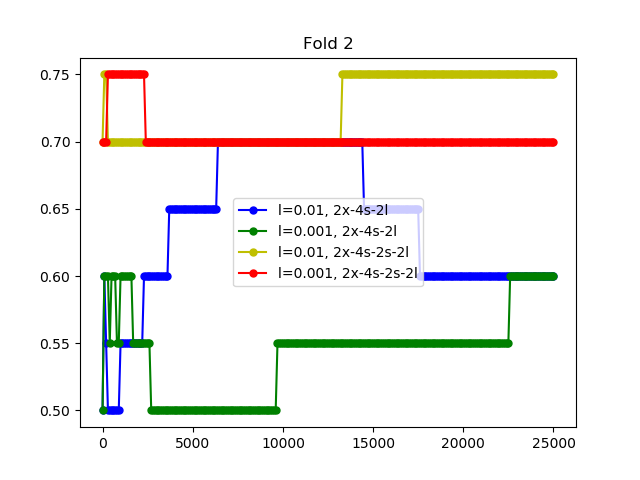 Fold 2
0.75
0.70
0.65
0.60
0.55
0.50
l=0.01, 2x-4s-2l
l=0.001, 2x-4s-2l
l=0.01, 2x-4s-2s-2l
l=0.001, 2x-4s-2s-2l
0 5000 10000 15000 20000 25000